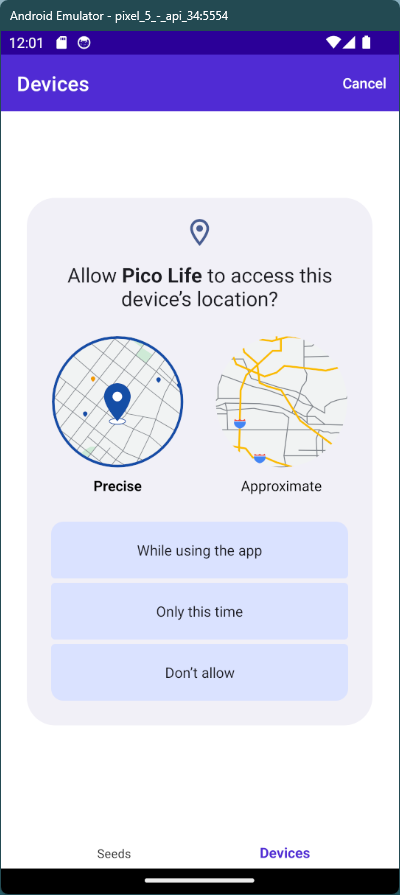 Android Emulator - pixel_5_-_api_34:5554
12:01
Devices
Cancel
Allow Pico Life to access this
device’s location?
Precise
Approximate
While using the app
Only this time
Don’t allow
Seeds
Devices